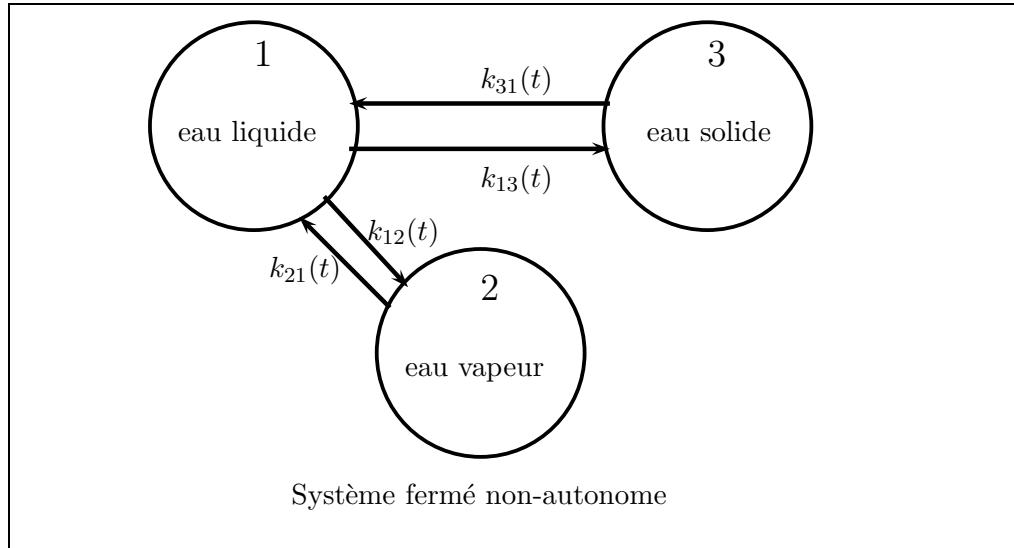 1
3
k₃₁(t)
eau liquide
eau solide
k₁₃(t)
k₁₂(t)
k₂₁(t)
2
eau vapeur
Système fermé non-autonome